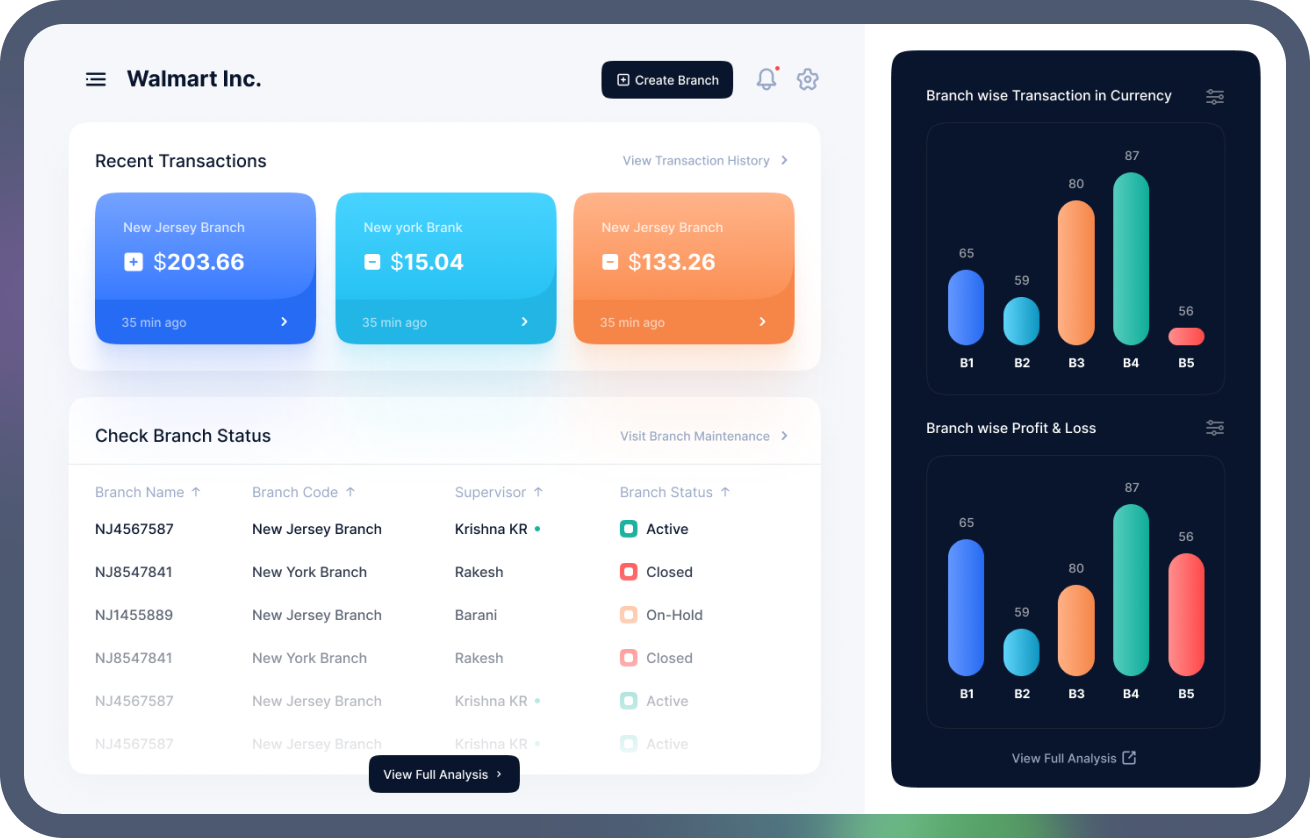 Walmart Inc.
Create Branch
Recent Transactions
View Transaction History
New Jersey Branch
$203.66
35 min ago
New york Brank
$15.04
35 min ago
New Jersey Branch
$133.26
35 min ago
Check Branch Status
Visit Branch Maintenance
Branch Name ↑ Branch Code ↑ Supervisor ↑ Branch Status ↑
NJ4567587 New Jersey Branch Krishna KR Active
NJ8547841 New York Branch Rakesh Closed
NJ1455889 New Jersey Branch Barani On-Hold
NJ8547841 New York Branch Rakesh Closed
NJ4567587 New Jersey Branch Krishna KR Active
NJ4567587 New Jersey Branch Krishna KR Active
View Full Analysis
Branch wise Transaction in Currency
65
59
80
87
56
B1 B2 B3 B4 B5
Branch wise Profit & Loss
65
59
80
87
56
B1 B2 B3 B4 B5
View Full Analysis